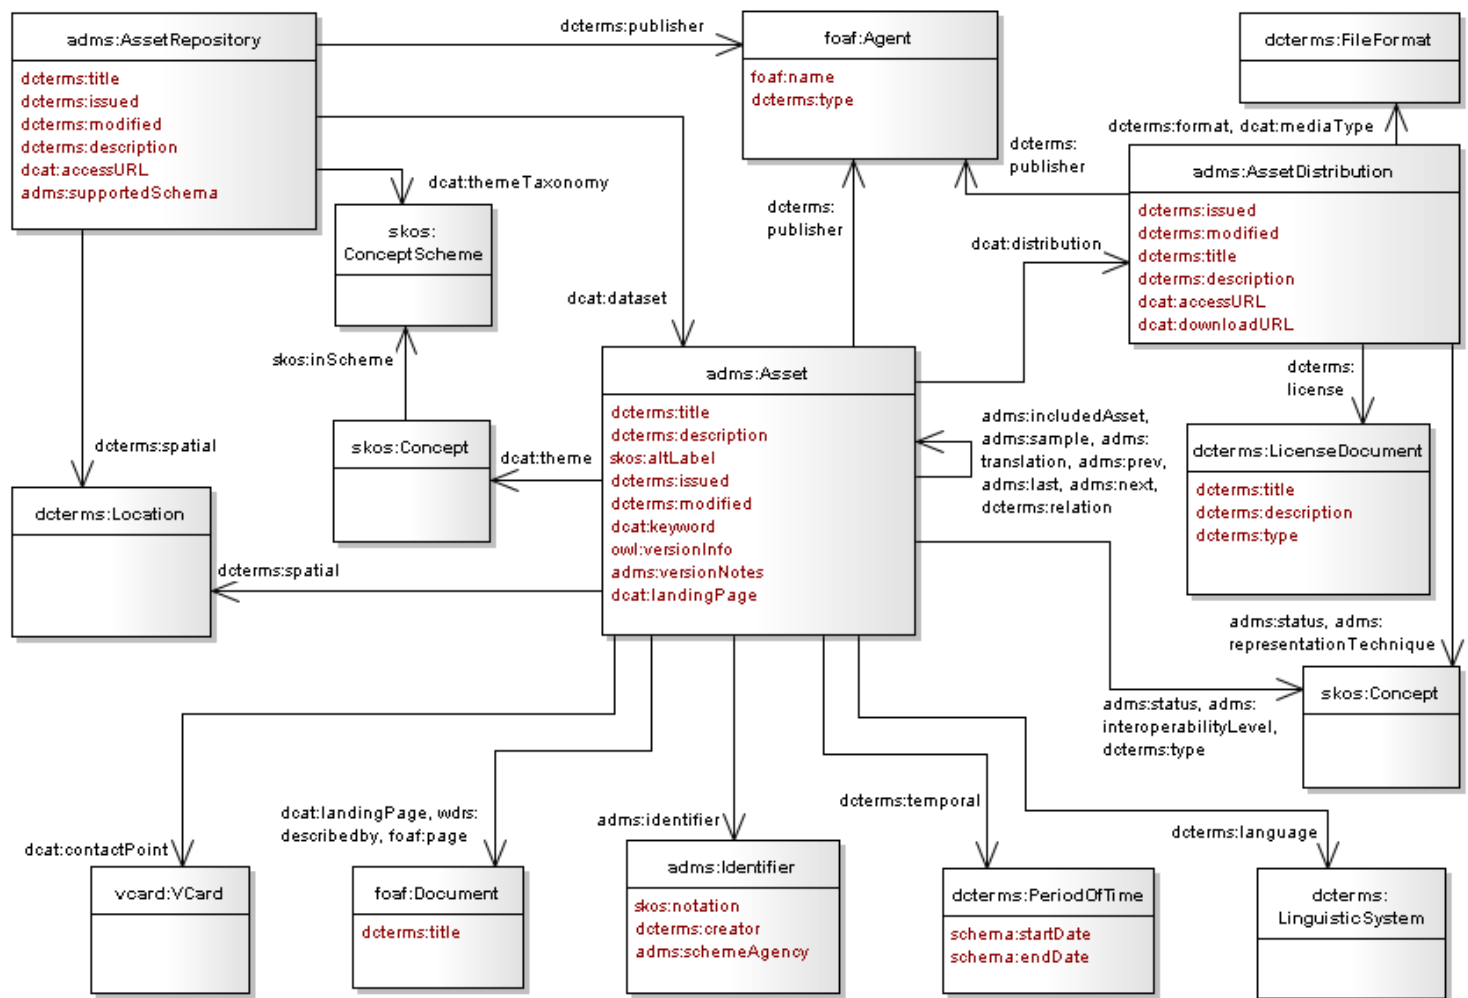 adms:AssetRepository
dcterms:title
dcterms:issued
dcterms:modified
dcterms:description
dcat:accessURL
adms:supportedSchema
dcterms:publisher
foaf:Agent
foaf:name
dcterms:type
dcterms:FileFormat
dcterms:format, dcat:mediaType
dcterms:
publisher
adms:AssetDistribution
dcterms:issued
dcterms:modified
dcterms:title
dcterms:description
dcat:accessURL
dcat:downloadURL
dcat:themeTaxonomy
skos:
ConceptScheme
dcterms:
publisher
dcat:distribution
dcat:dataset
skos:inScheme
adms:Asset
dcterms:title
dcterms:description
skos:altLabel
dcterms:issued
dcterms:modified
dcat:keyword
owl:versionInfo
adms:versionNotes
dcat:landingPage
dcterms:
license
adms:includedAsset,
adms:sample, adms:
translation, adms:prev,
adms:last, adms:next,
dcterms:relation
dcterms:LicenseDocument
dcterms:title
dcterms:description
dcterms:type
skos:Concept
dcat:theme
dcterms:spatial
dcterms:Location
dcterms:spatial
adms:status, adms:
representationTechnique
skos:Concept
adms:status, adms:
interoperabilityLevel,
dcterms:type
dcat:contactPoint
vcard:VCard
dcat:landingPage, wdrs:
describedby, foaf:page
foaf:Document
dcterms:title
adms:identifier
adms:Identifier
skos:notation
dcterms:creator
adms:schemeAgency
dcterms:temporal
dcterms:PeriodOfTime
schema:startDate
schema:endDate
dcterms:language
dcterms:
LinguisticSystem